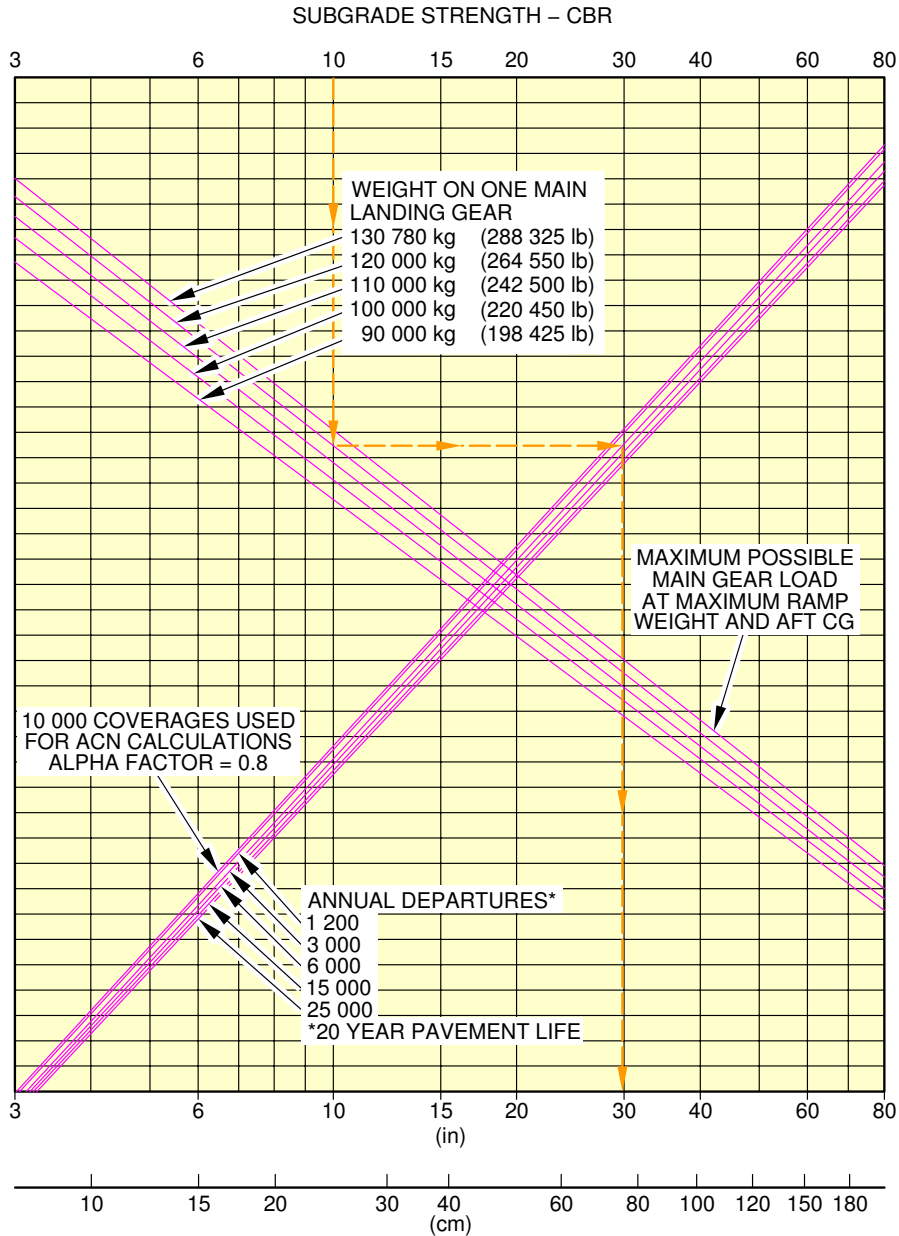 SUBGRADE STRENGTH – CBR
3 6 10 15 20 30 40 60 80
WEIGHT ON ONE MAIN
LANDING GEAR
130 780 kg (288 325 lb)
120 000 kg (264 550 lb)
110 000 kg (242 500 lb)
100 000 kg (220 450 lb)
90 000 kg (198 425 lb)
MAXIMUM POSSIBLE
MAIN GEAR LOAD
AT MAXIMUM RAMP
WEIGHT AND AFT CG
10 000 COVERAGES USED
FOR ACN CALCULATIONS
ALPHA FACTOR = 0.8
ANNUAL DEPARTURES*
1 200
3 000
6 000
15 000
25 000
*20 YEAR PAVEMENT LIFE
3 6 10 15 20 30 40 60 80
(in)
10 15 20 30 40 60 80 100 120 150 180
(cm)